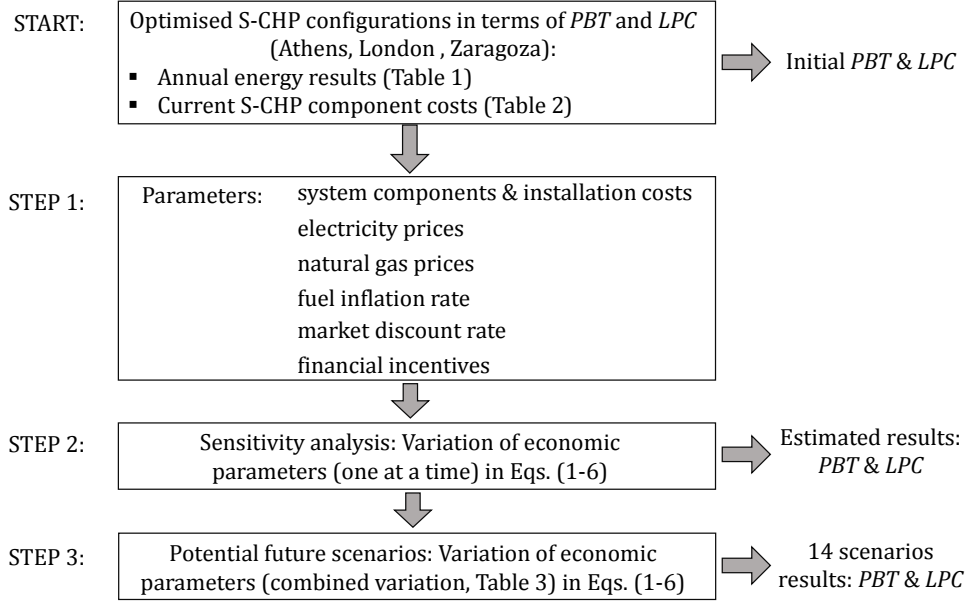 START:
Optimised S-CHP configurations in terms of PBT and LPC
(Athens, London , Zaragoza):
▪ Annual energy results (Table 1)
▪ Current S-CHP component costs (Table 2)
Initial PBT & LPC
STEP 1:
Parameters:
system components & installation costs
electricity prices
natural gas prices
fuel inflation rate
market discount rate
financial incentives
STEP 2:
Sensitivity analysis: Variation of economic
parameters (one at a time) in Eqs. (1-6)
Estimated results:
PBT & LPC
STEP 3:
Potential future scenarios: Variation of economic
parameters (combined variation, Table 3) in Eqs. (1-6)
14 scenarios
results: PBT & LPC